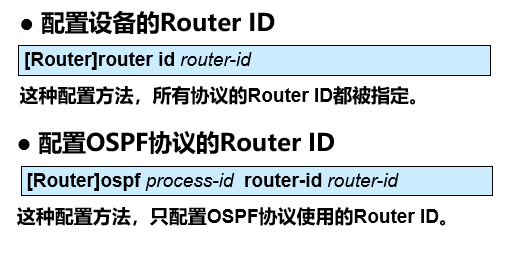 ● 配置设备的Router ID
[Router]router id router-id
这种配置方法，所有协议的Router ID都被指定。
● 配置OSPF协议的Router ID
[Router]ospf process-id router-id router-id
这种配置方法，只配置OSPF协议使用的Router ID。